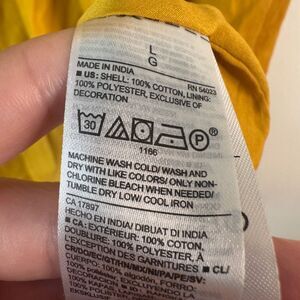 L
G
MADE IN INDIA
RN 54023
■ US: SHELL: 100% COTTON, LINING:
100% POLYESTER, EXCLUSIVE OF
DECORATION
30
P
1166
MACHINE WASH COLD/WASH AND
DRY WITH LIKE COLORS/ ONLY NON-
CHLORINE BLEACH WHEN NEEDED/
TUMBLE DRY LOW/ COOL IRON
CA 17897
HECHO EN INDIA/ DIBUAT DI INDIA
■ CA: EXTÉRIEUR: 100% COTON,
DOUBLURE: 100% POLYESTER, À
L'EXCEPTION DES GARNITURES ■ CL/